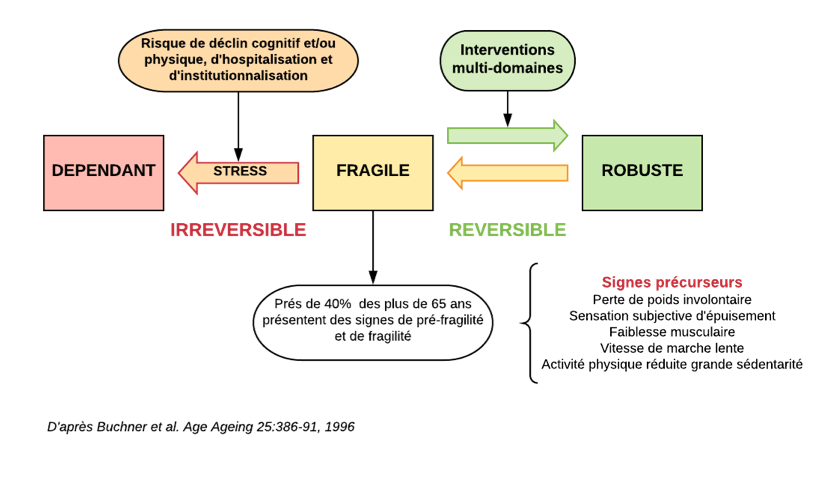 Risque de déclin cognitif et/ou
physique, d'hospitalisation et
d'institutionnalisation
Interventions
multi-domaines
DEPENDANT
STRESS
FRAGILE
ROBUSTE
IRREVERSIBLE
REVERSIBLE
Prés de 40% des plus de 65 ans
présentent des signes de pré-fragilité
et de fragilité
Signes précurseurs
Perte de poids involontaire
Sensation subjective d'épuisement
Faiblesse musculaire
Vitesse de marche lente
Activité physique réduite grande sédentarité
D'après Buchner et al. Age Ageing 25:386-91, 1996